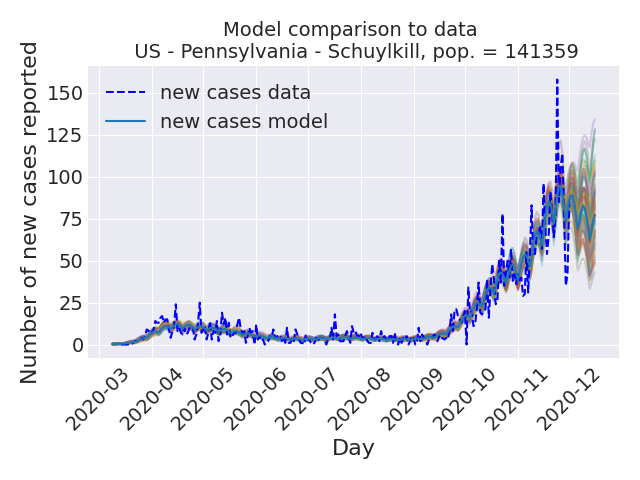 Model comparison to data
US - Pennsylvania - Schuylkill, pop. = 141359
Number of new cases reported
150
125
100
75
50
25
0
new cases data
new cases model
2020-03
2020-04
2020-05
2020-06
2020-07
2020-08
2020-09
2020-10
2020-11
2020-12
Day